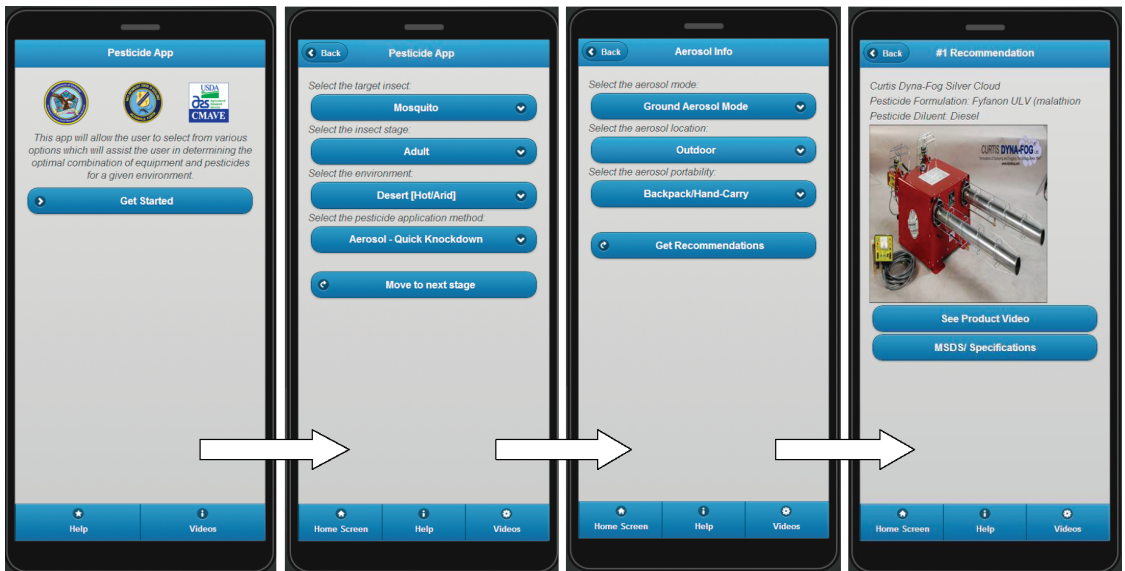 Pesticide App
USDA
ars
CMAVE
This app will allow the user to select from various
options which will assist the user in determining the
optimal combination of equipment and pesticides
for a given environment.
Get Started
Help
Videos
Back
Pesticide App
Select the target insect:
Mosquito
Select the insect stage:
Adult
Select the environment:
Desert [Hot/Arid]
Select the pesticide application method:
Aerosol - Quick Knockdown
Move to next stage
Home Screen
Help
Videos
Back
Aerosol Info
Select the aerosol mode:
Ground Aerosol Mode
Select the aerosol location:
Outdoor
Select the aerosol portability:
Backpack/Hand-Carry
Get Recommendations
Home Screen
Help
Videos
Back
#1 Recommendation
Curtis Dyna-Fog Silver Cloud
Pesticide Formulation: Fyfanon ULV (malathion
Pesticide Diluent: Diesel
CURTIS DYNA-FOG
See Product Video
MSDS/ Specifications
Home Screen
Help
Videos